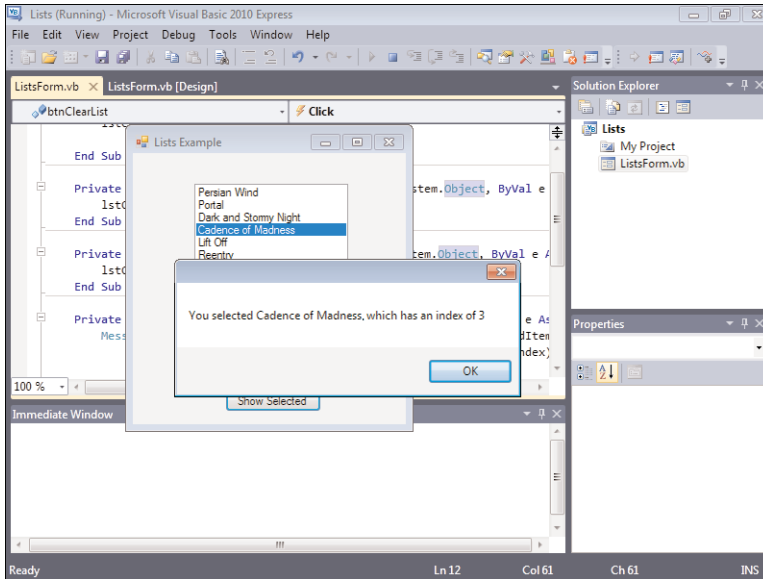 Lists (Running) - Microsoft Visual Basic 2010 Express
File Edit View Project Debug Tools Window Help
ListsForm.vb ListsForm.vb [Design]
btnClearList Click
End Sub
Private stem.Object, ByVal e
End Sub
Private tem.Object, ByVal e A
End Sub
Private e As
Mess dItem
ndex)
100 %
Lists Example
Persian Wind
Portal
Dark and Stormy Night
Cadence of Madness
Lift Off
Reentry
You selected Cadence of Madness, which has an index of 3
OK
Show Selected
Immediate Window
Solution Explorer
Lists
My Project
ListsForm.vb
Properties
Ready Ln 12 Col 61 Ch 61 INS